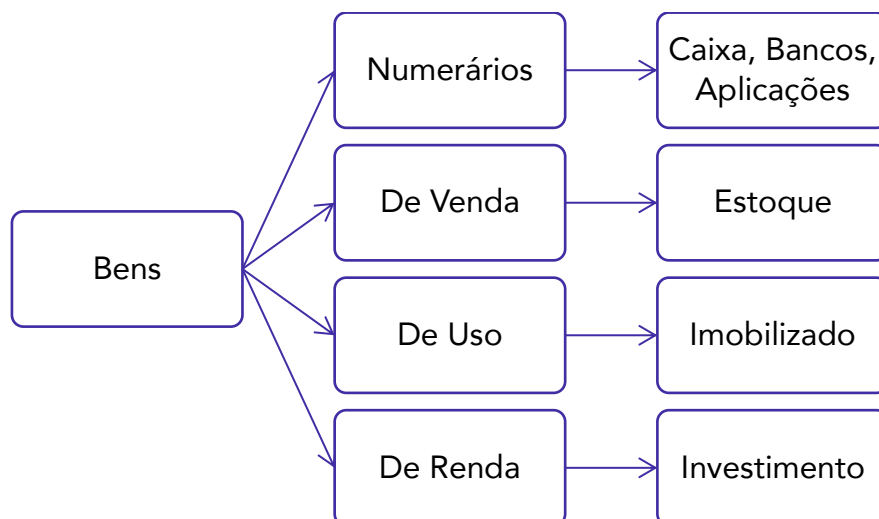 Bens
Numerários
Caixa, Bancos,
Aplicações
De Venda
Estoque
De Uso
Imobilizado
De Renda
Investimento